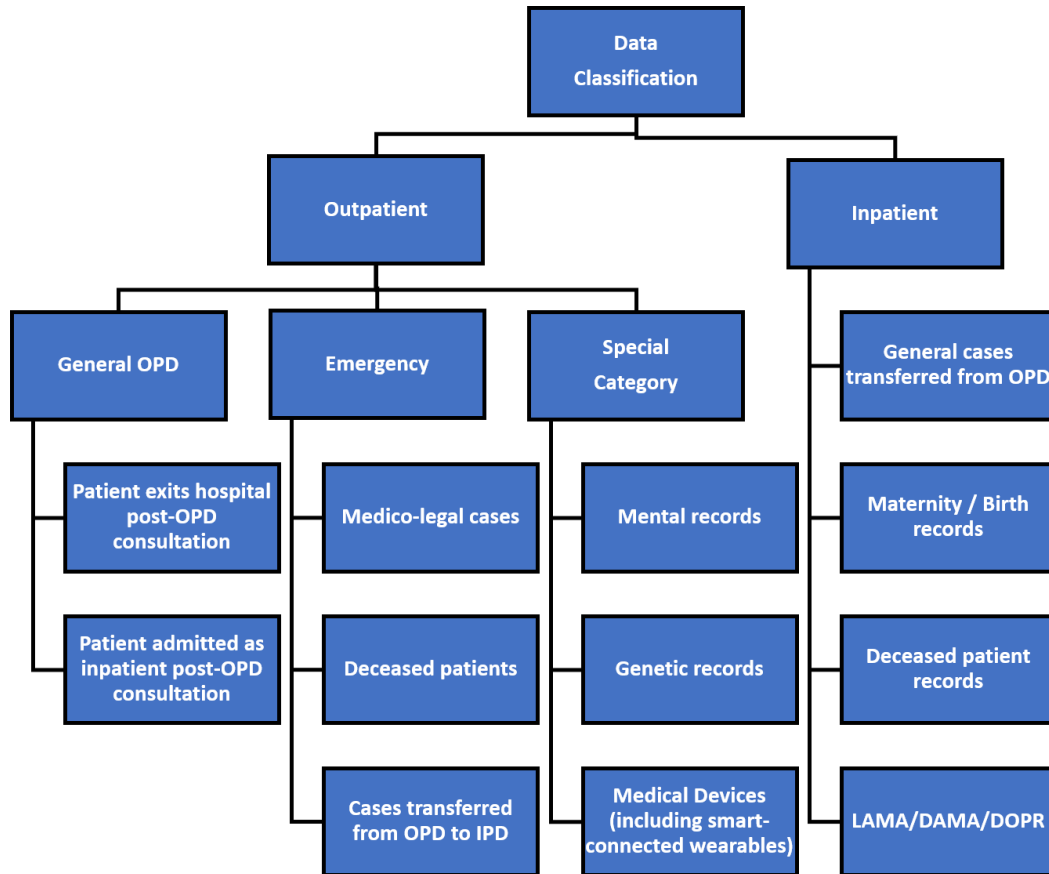 Data
Classification
Outpatient
Inpatient
General OPD
Emergency
Special
Category
General cases
transferred from OPD
Patient exits hospital
post-OPD
consultation
Medico-legal cases
Mental records
Maternity / Birth
records
Patient admitted as
inpatient post-OPD
consultation
Deceased patients
Genetic records
Deceased patient
records
Cases transferred
from OPD to IPD
Medical Devices
(including smart-
connected wearables)
LAMA/DAMA/DOPR